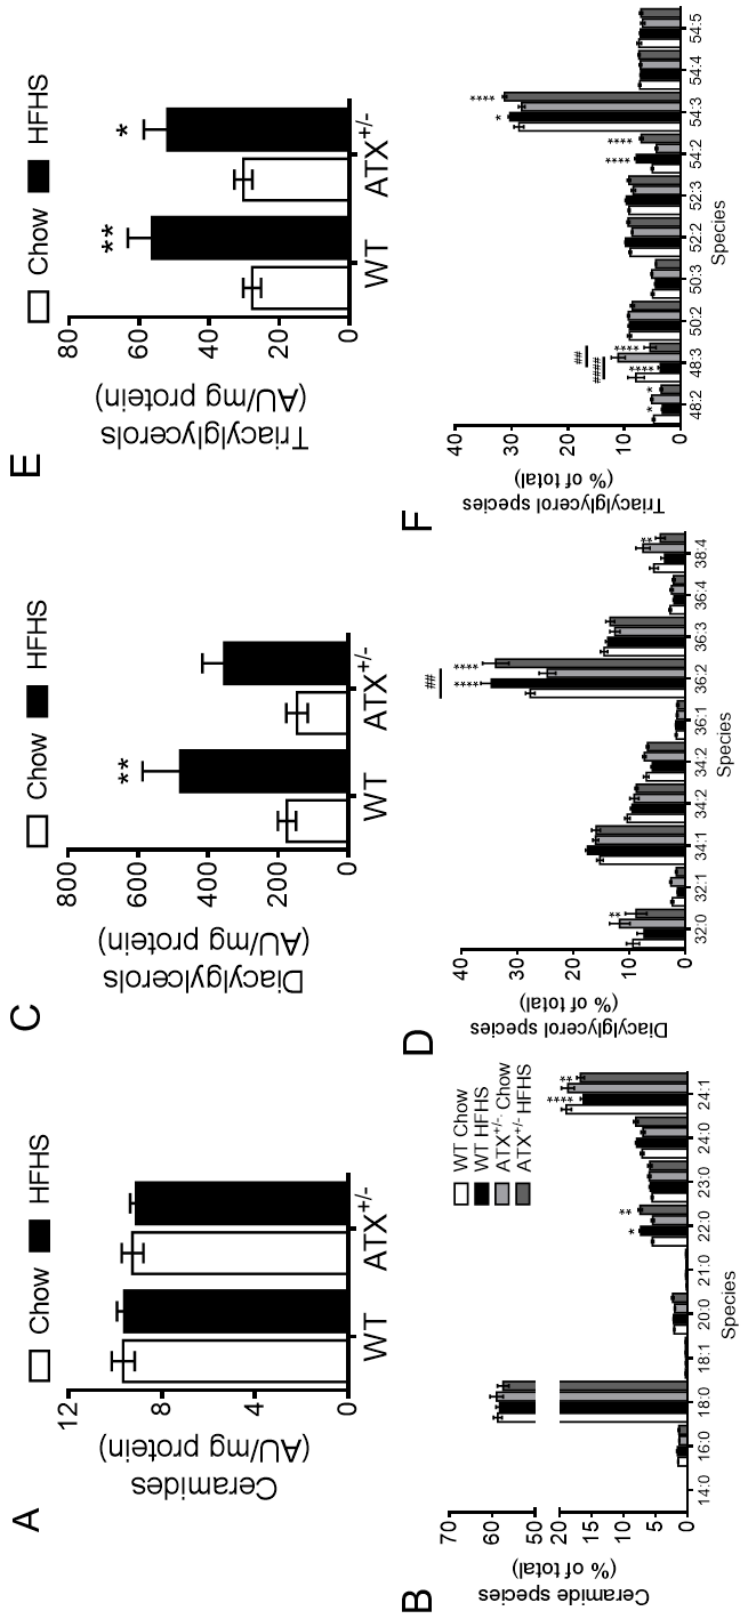 A
Chow HFHS
Ceramides
(AU/mg protein)
12
8
4
0
WT ATX+/-
B
Ceramide species
(% of total)
70
60
50
20
15
10
5
0
WT Chow
WT HFHS
ATX+/- Chow
ATX+/- HFHS
*
**
****
**
14:0 16:0 18:0 18:1 20:0 21:0 22:0 23:0 24:0 24:1
Species
C
Chow HFHS
Diacylgylcerols
(AU/mg protein)
800
600
400
200
0
**
WT ATX+/-
D
Diacylglycerol species
(% of total)
40
30
20
10
0
##
**
****
****
**
32:0 32:1 34:1 34:2 34:2 36:1 36:2 36:3 36:4 38:4
Species
E
Chow HFHS
Triacylglycerols
(AU/mg protein)
80
60
40
20
0
**
*
WT ATX+/-
F
Triacylglycerol species
(% of total)
40
30
20
10
0
##
####
*
*
****
****
****
****
*
****
48:2 48:3 50:2 50:3 52:2 52:3 54:2 54:3 54:4 54:5
Species